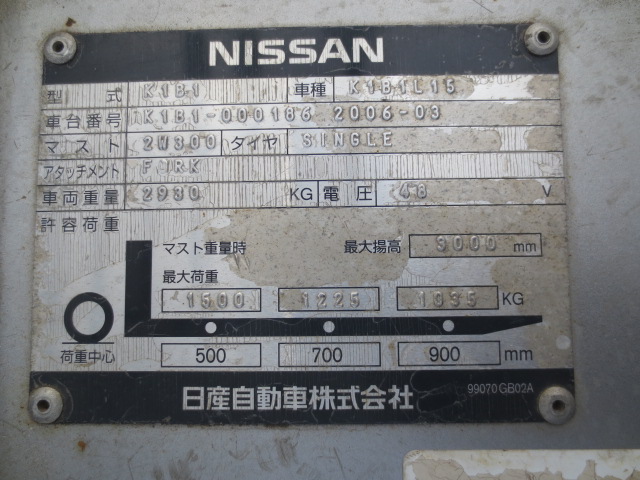 NISSAN
型式 K1B1 車種 K1B1L15
車台番号 K1B1-000186 2006-03
マスト 2W300 タイヤ SINGLE
アタッチメント FORK
車両重量 2930 KG 電圧 48 V
許容荷重
マスト垂直時 最大揚高 3000 mm
最大荷重
1500 1225 1035 KG
荷重中心 500 700 900 mm
日産自動車株式会社 99070 GB02A